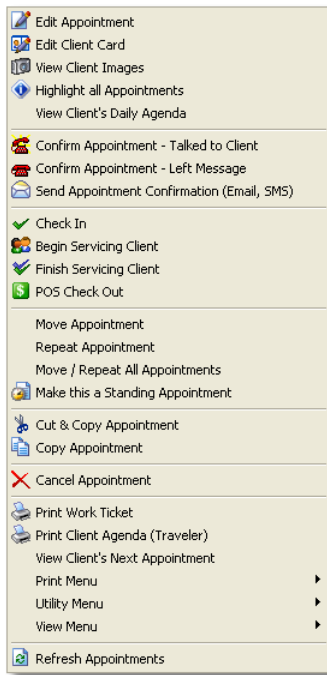 Edit Appointment
Edit Client Card
View Client Images
Highlight all Appointments
View Client's Daily Agenda
Confirm Appointment - Talked to Client
Confirm Appointment - Left Message
Send Appointment Confirmation (Email, SMS)
Check In
Begin Servicing Client
Finish Servicing Client
POS Check Out
Move Appointment
Repeat Appointment
Move / Repeat All Appointments
Make this a Standing Appointment
Cut & Copy Appointment
Copy Appointment
Cancel Appointment
Print Work Ticket
Print Client Agenda (Traveler)
View Client's Next Appointment
Print Menu
Utility Menu
View Menu
Refresh Appointments